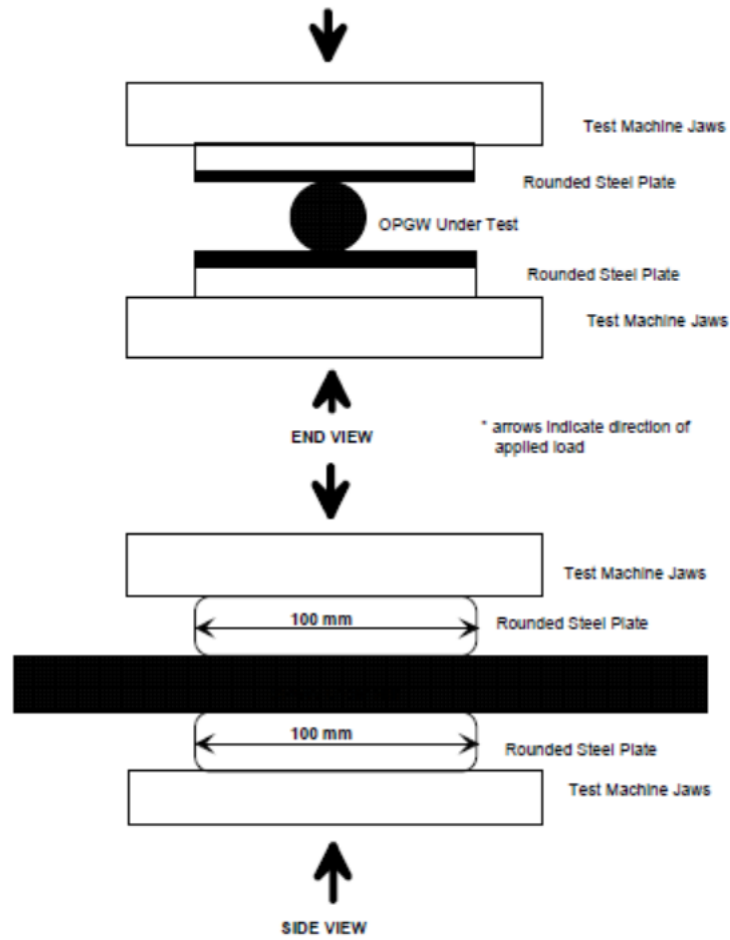 Test Machine Jaws
Rounded Steel Plate
OPGW Under Test
Rounded Steel Plate
Test Machine Jaws
END VIEW
* arrows indicate direction of
applied load
Test Machine Jaws
100 mm
Rounded Steel Plate
100 mm
Rounded Steel Plate
Test Machine Jaws
SIDE VIEW